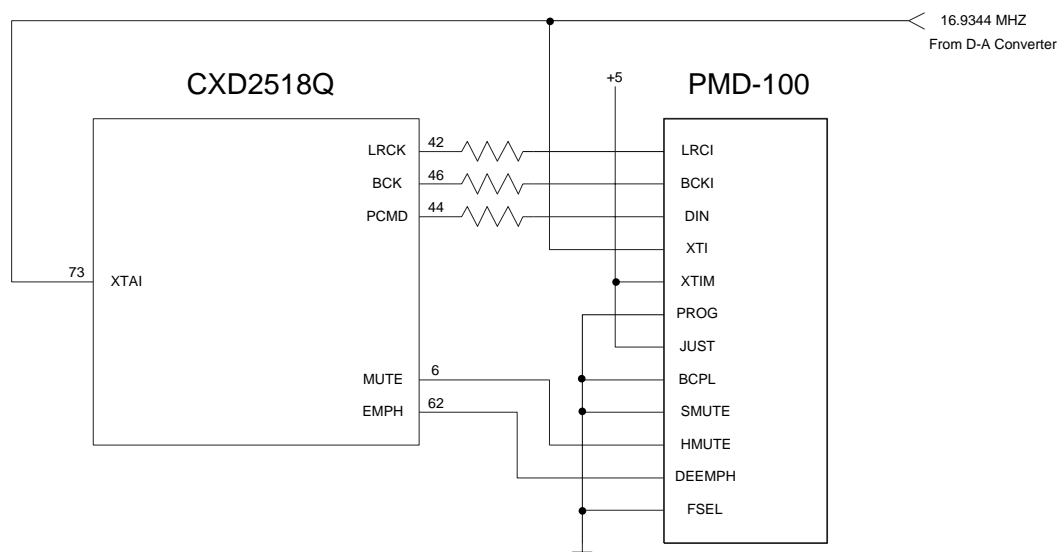 16.9344 MHZ
From D-A Converter
CXD2518Q
+5
PMD-100
LRCK
42
LRCI
BCK
46
BCKI
PCMD
44
DIN
XTI
73
XTAI
XTIM
PROG
JUST
MUTE
6
BCPL
EMPH
62
SMUTE
HMUTE
DEEMPH
FSEL